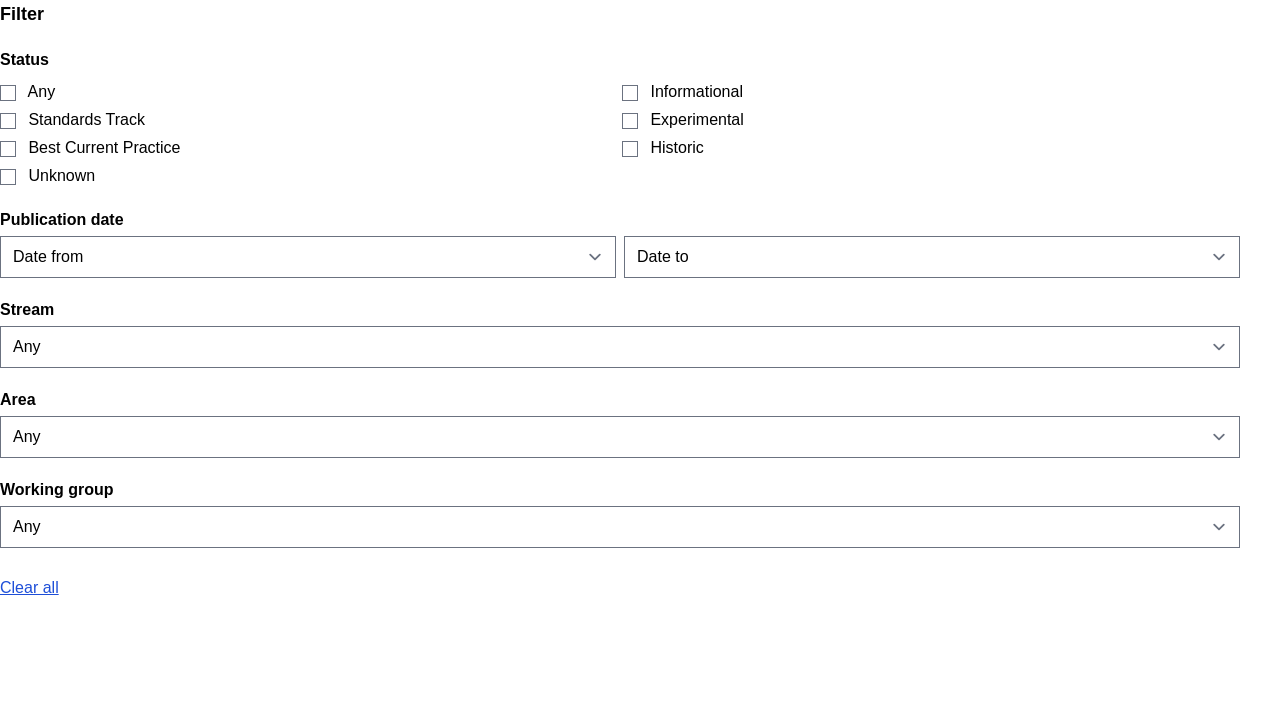 Filter
Status
Any
Standards Track
Best Current Practice
Unknown
Informational
Experimental
Historic
Publication date
Date from
Date to
Stream
Any
Area
Any
Working group
Any
Clear all